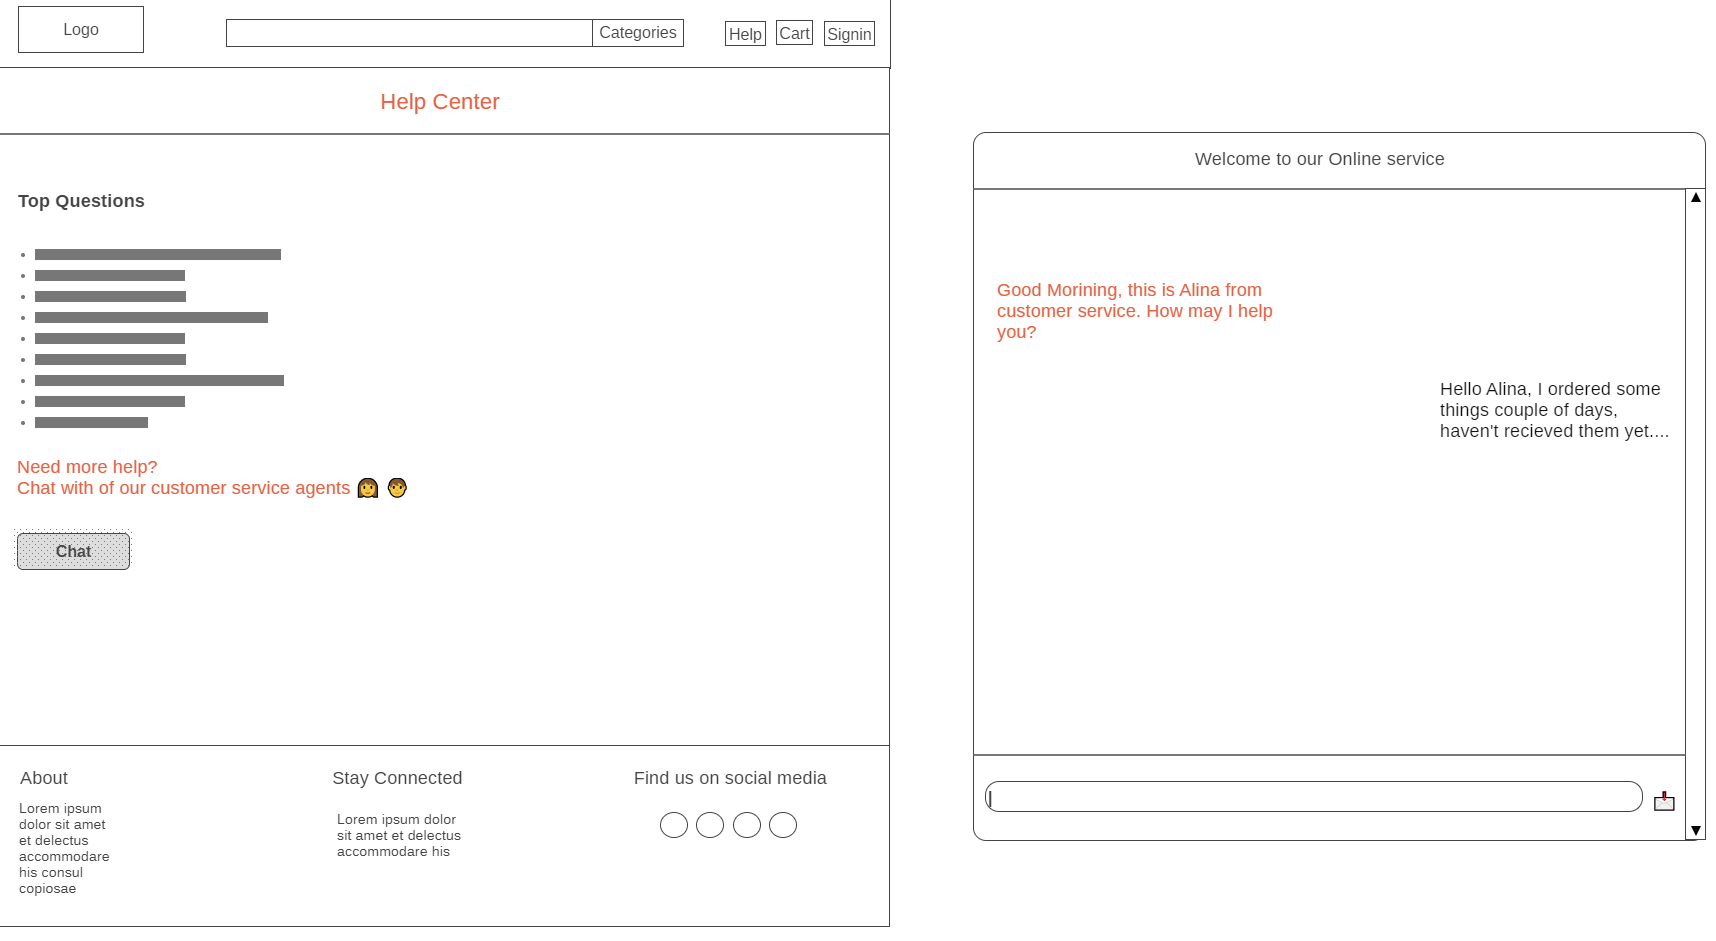 Logo
Categories
Help
Cart
Signin
Help Center
Top Questions
Need more help?
Chat with of our customer service agents
Chat
About
Lorem ipsum
dolor sit amet
et delectus
accommodare
his consul
copiosae
Stay Connected
Lorem ipsum dolor
sit amet et delectus
accommodare his
Find us on social media
Welcome to our Online service
Good Morining, this is Alina from
customer service. How may I help
you?
Hello Alina, I ordered some
things couple of days,
haven't recieved them yet....